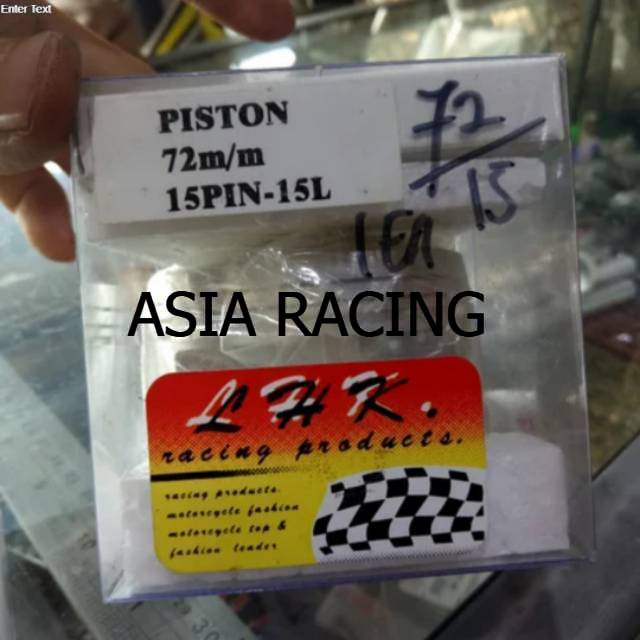 Enter Text
PISTON
72m/m
15PIN-15L
72/15
1EA
ASIA RACING
LHK.
racing products.
racing products.
motorcycle fashion
motorcycle top &
fashion leader
30